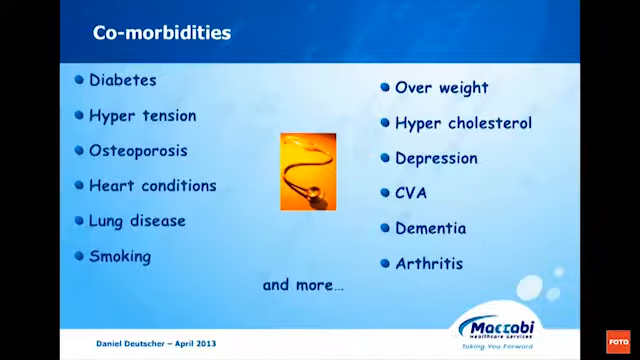 Co-morbidities
Diabetes
Hyper tension
Osteoporosis
Heart conditions
Lung disease
Smoking
Over weight
Hyper cholesterol
Depression
CVA
Dementia
Arthritis
and more...
Daniel Deutscher – April 2013
Maccabi
Healthcare Services
Taking You Forward
FOTO